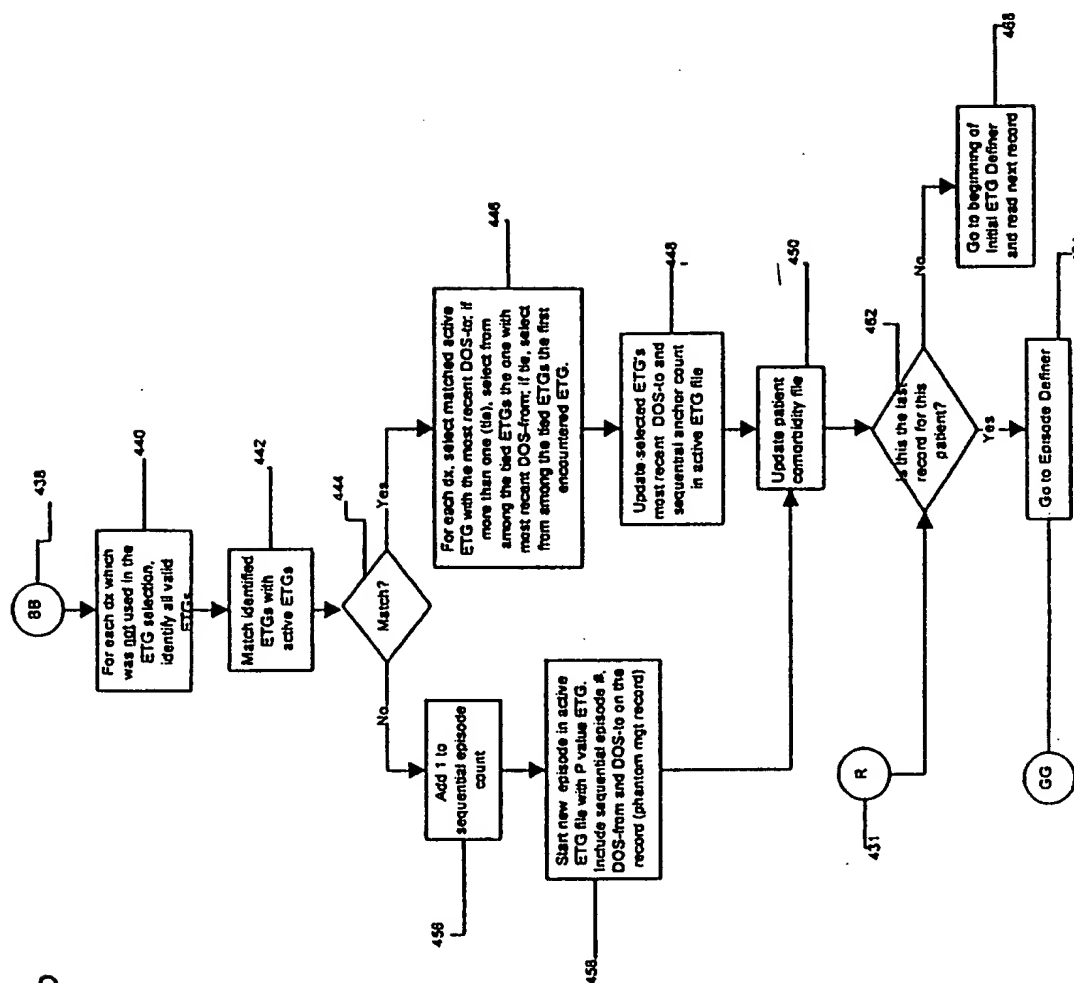 BB
438
For each dx which
was not used in the
ETG selection,
identify all valid
ETGs
440
Match identified
ETGs with
active ETGs
442
Match?
444
Yes
No
For each dx, select matched active
ETG with the most recent DOS-to; if
more than one (tie), select from
among the tied ETGs the one with
most recent DOS-from; if tie, select
from among the tied ETGs the first
encountered ETG.
446
Update selected ETG's
most recent DOS-to and
sequential anchor count
in active ETG file
448
Add 1 to
sequential episode
count
456
Start new episode in active
ETG file with P value ETG.
Include sequential episode #,
DOS-from and DOS-to on the
record (phantom mgt record)
458
Update patient
comorbidity file
450
R
431
Is this the last
record for this
patient?
462
No
Yes
Go to beginning of
Initial ETG Definer
and read next record
468
GG
Go to Episode Definer